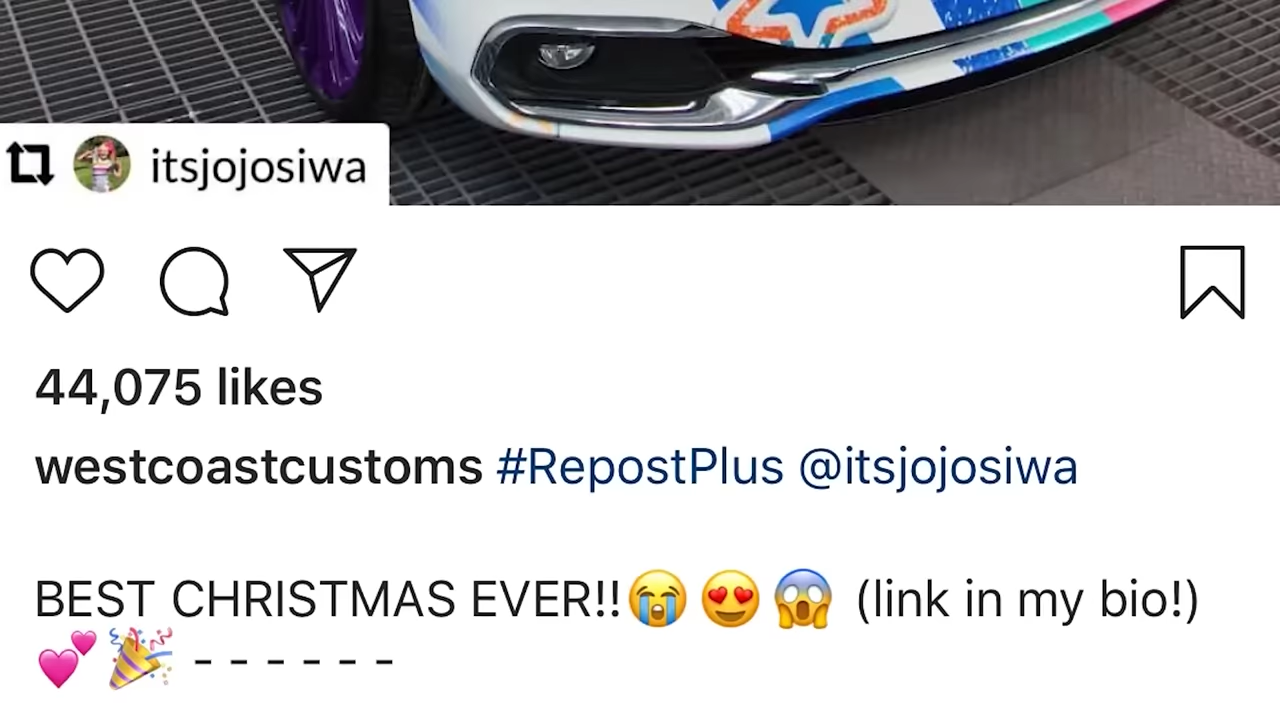 itsjojosiwa
44,075 likes
westcoastcustoms #RepostPlus @itsjojosiwa
BEST CHRISTMAS EVER!!😭😍😱 (link in my bio!)
💕🎉 - - - - - -